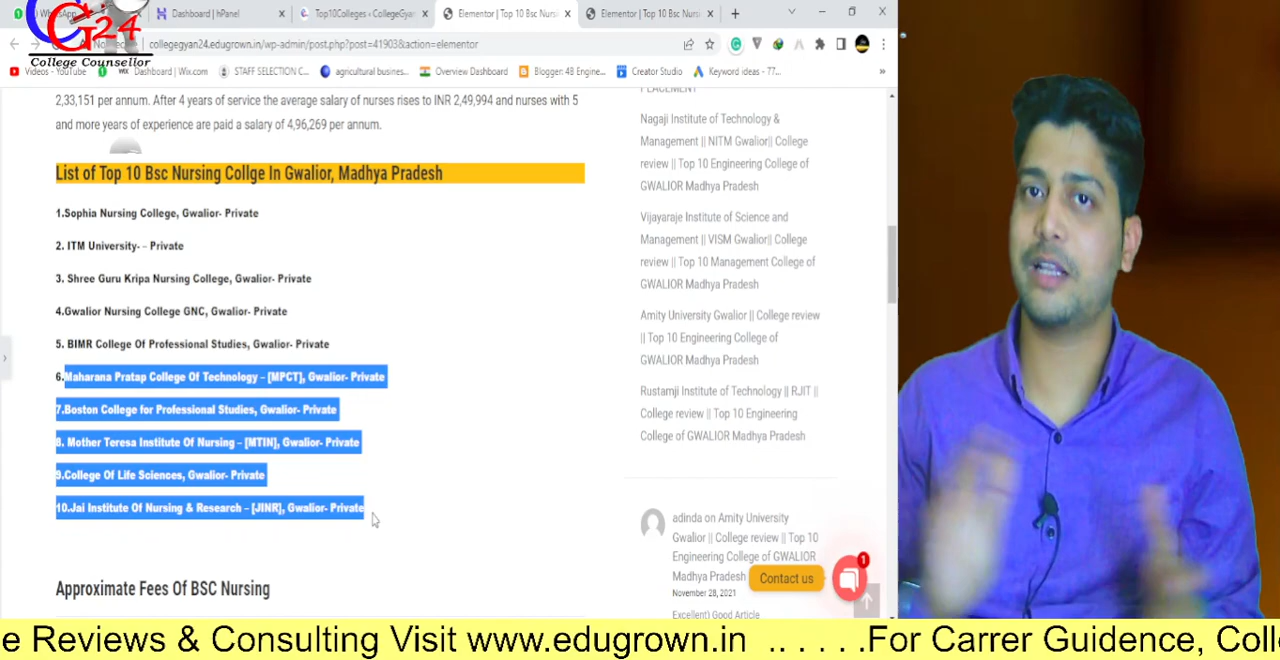 WhatsApp
Dashboard | hPanel
Top10Colleges ‹ CollegeGyan
Elementor | Top 10 Bsc Nurs
Elementor | Top 10 Bsc Nurs
CG24
College Counsellor
collegegyan24.edugrown.in/wp-admin/post.php?post=41903&action=elementor
Videos - YouTube
Dashboard | Wix.com
STAFF SELECTION C...
agricultural busines...
Overview Dashboard
Blogger: 4B Engine...
Creator Studio
Keyword ideas - 77...
2,33,151 per annum. After 4 years of service the average salary of nurses rises to INR 2,49,994 and nurses with 5
and more years of experience are paid a salary of 4,96,269 per annum.
List of Top 10 Bsc Nursing Collge In Gwalior, Madhya Pradesh
1.Sophia Nursing College, Gwalior- Private
2. ITM University- – Private
3. Shree Guru Kripa Nursing College, Gwalior- Private
4.Gwalior Nursing College GNC, Gwalior- Private
5. BIMR College Of Professional Studies, Gwalior- Private
6.Maharana Pratap College Of Technology – [MPCT], Gwalior- Private
7.Boston College for Professional Studies, Gwalior- Private
8. Mother Teresa Institute Of Nursing – [MTIN], Gwalior- Private
9.College Of Life Sciences, Gwalior- Private
10.Jai Institute Of Nursing & Research – [JINR], Gwalior- Private
Approximate Fees Of BSC Nursing
PLACEMENT
Nagaji Institute of Technology &
Management || NITM Gwalior|| College
review || Top 10 Engineering College of
GWALIOR Madhya Pradesh
Vijayaraje Institute of Science and
Management || VISM Gwalior|| College
review || Top 10 Management College of
GWALIOR Madhya Pradesh
Amity University Gwalior || College review
|| Top 10 Engineering College of
GWALIOR Madhya Pradesh
Rustamji Institute of Technology || RJIT ||
College review || Top 10 Engineering
College of GWALIOR Madhya Pradesh
adinda on Amity University
Gwalior || College review || Top 10
Engineering College of GWALIOR
Madhya Pradesh
November 28, 2021
Excellent) Good Article
Contact us
1
e Reviews & Consulting Visit www.edugrown.in .. . . . .For Carrer Guidence, Coll